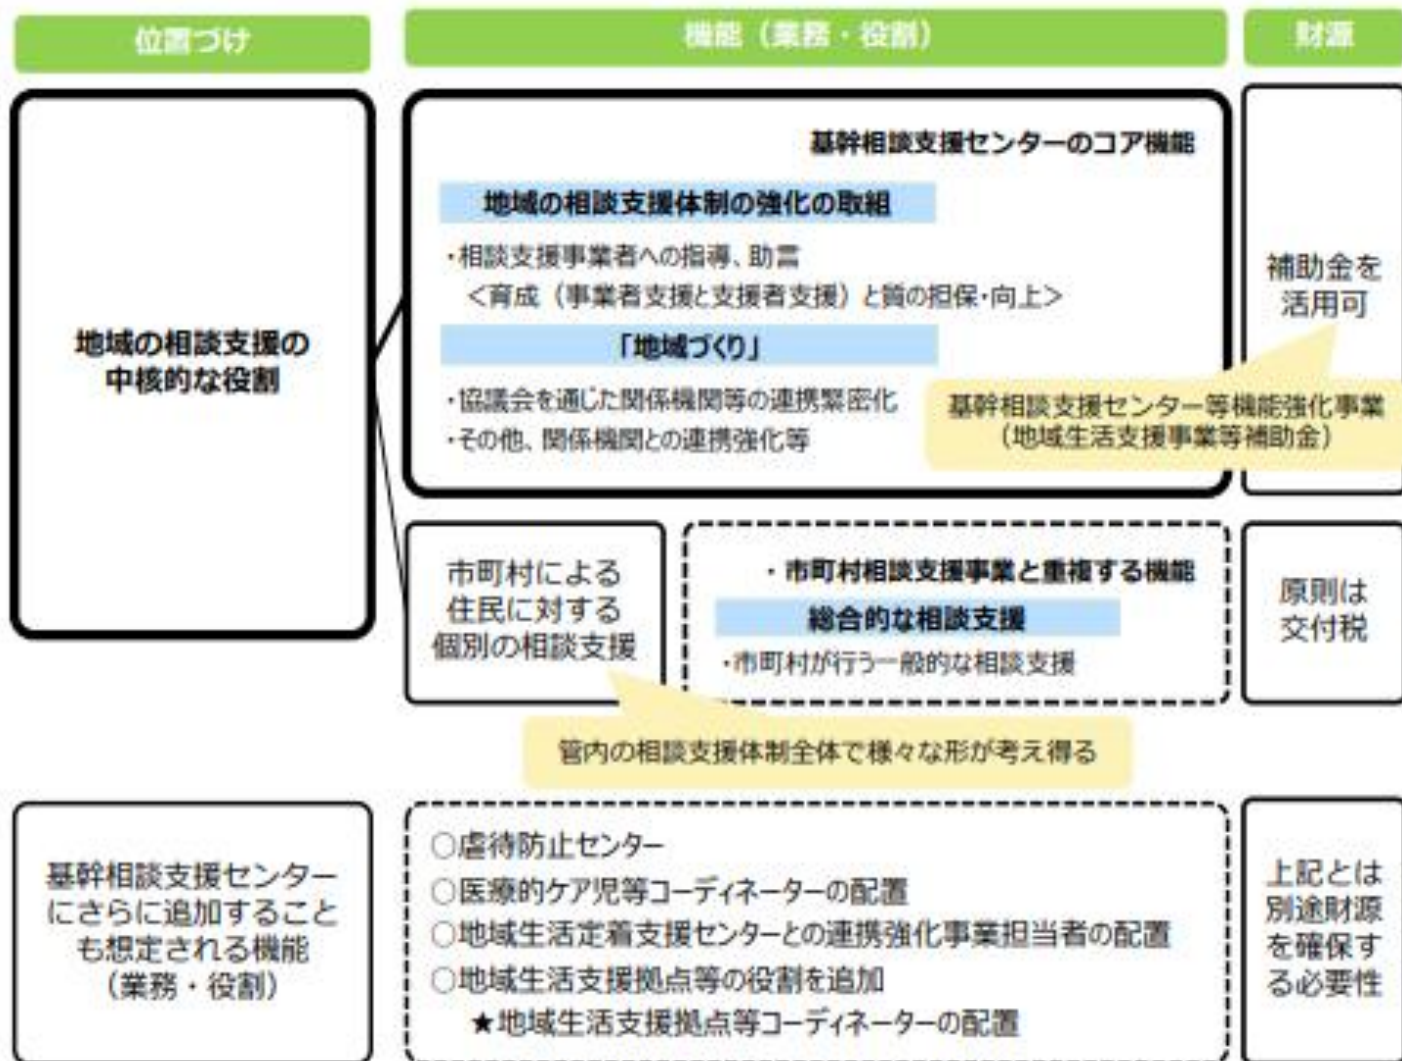 位置づけ
機能（業務・役割）
財源
地域の相談支援の
中核的な役割
基幹相談支援センターのコア機能
地域の相談支援体制の強化の取組
・相談支援事業者への指導、助言
＜育成（事業者支援と支援者支援）と質の担保・向上＞
「地域づくり」
・協議会を通じた関係機関等の連携緊密化
・その他、関係機関との連携強化等
補助金を
活用可
基幹相談支援センター等機能強化事業
（地域生活支援事業等補助金）
市町村による
住民に対する
個別の相談支援
・市町村相談支援事業と重複する機能
総合的な相談支援
・市町村が行う一般的な相談支援
原則は
交付税
管内の相談支援体制全体で様々な形が考え得る
基幹相談支援センター
にさらに追加すること
も想定される機能
（業務・役割）
○虐待防止センター
○医療的ケア児等コーディネーターの配置
○地域生活定着支援センターとの連携強化事業担当者の配置
○地域生活支援拠点等の役割を追加
★地域生活支援拠点等コーディネーターの配置
上記とは
別途財源
を確保す
る必要性